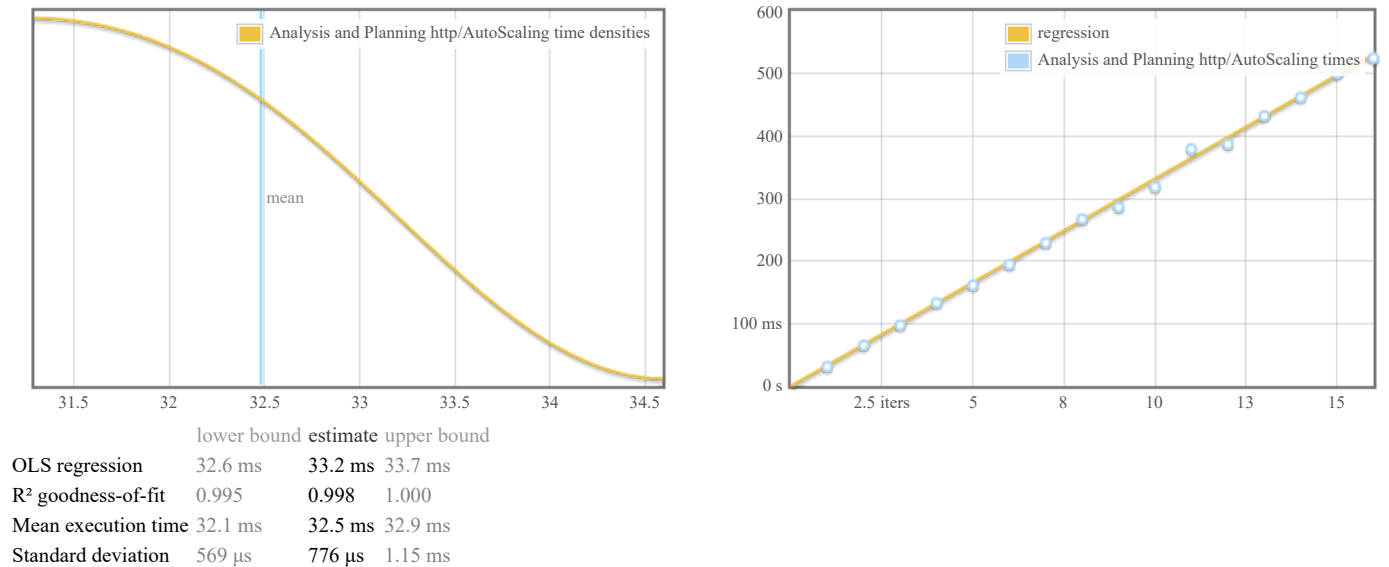 Analysis and Planning http/AutoScaling time densities
mean
31.5 32 32.5 33 33.5 34 34.5
600
500
400
300
200
100 ms
0 s
regression
Analysis and Planning http/AutoScaling times
2.5 iters 5 8 10 13 15
lower bound estimate upper bound
OLS regression 32.6 ms 33.2 ms 33.7 ms
R² goodness-of-fit 0.995 0.998 1.000
Mean execution time 32.1 ms 32.5 ms 32.9 ms
Standard deviation 569 μs 776 μs 1.15 ms